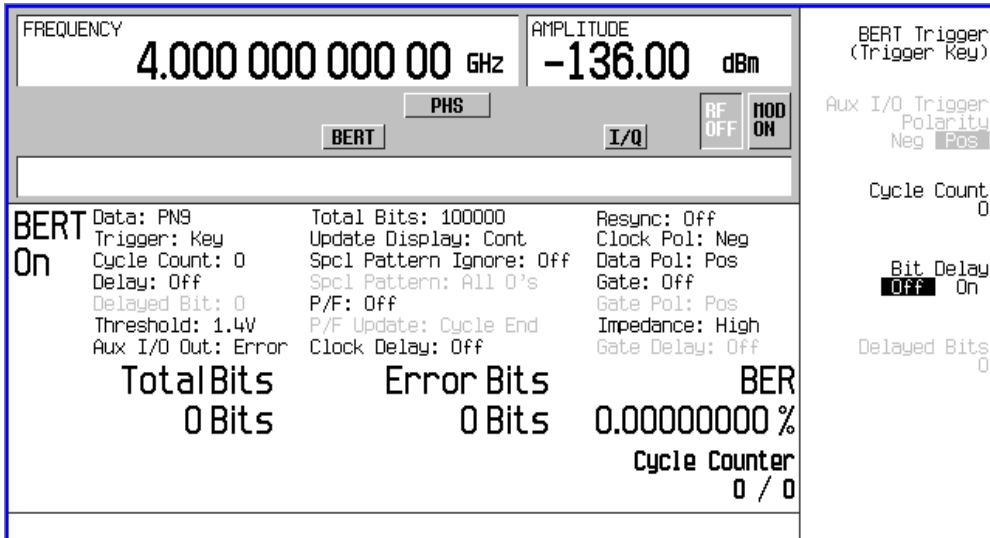 FREQUENCY
4.000 000 000 00 GHz
AMPLITUDE
-136.00 dBm
PHS
BERT
I/Q
RF OFF
MOD ON
BERT On
Data: PN9
Trigger: Key
Cycle Count: 0
Delay: Off
Delayed Bit: 0
Threshold: 1.4V
Aux I/O Out: Error
Total Bits: 100000
Update Display: Cont
Spcl Pattern Ignore: Off
Spcl Pattern: All 0's
P/F: Off
P/F Update: Cycle End
Clock Delay: Off
Resync: Off
Clock Pol: Neg
Data Pol: Pos
Gate: Off
Gate Pol: Pos
Impedance: High
Gate Delay: Off
Total Bits
0 Bits
Error Bits
0 Bits
BER
0.00000000 %
Cycle Counter
0 / 0
BERT Trigger
(Trigger Key)
Aux I/O Trigger
Polarity
Neg Pos
Cycle Count
0
Bit Delay
Off On
Delayed Bits
0